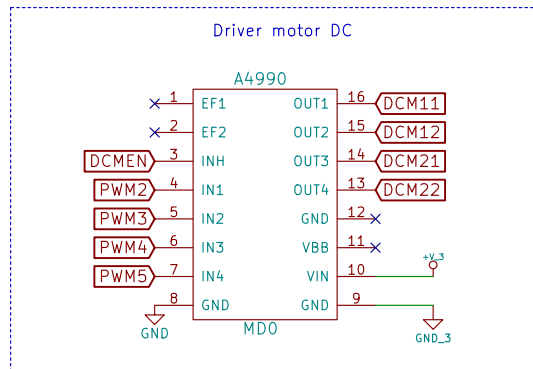 Driver motor DC
A4990
1 EF1 OUT1 16 DCM11
2 EF2 OUT2 15 DCM12
DCMEN 3 INH OUT3 14 DCM21
PWM2 4 IN1 OUT4 13 DCM22
PWM3 5 IN2 GND 12
PWM4 6 IN3 VBB 11
PWM5 7 IN4 VIN 10 +V_3
8 GND GND 9
GND MD0 GND_3